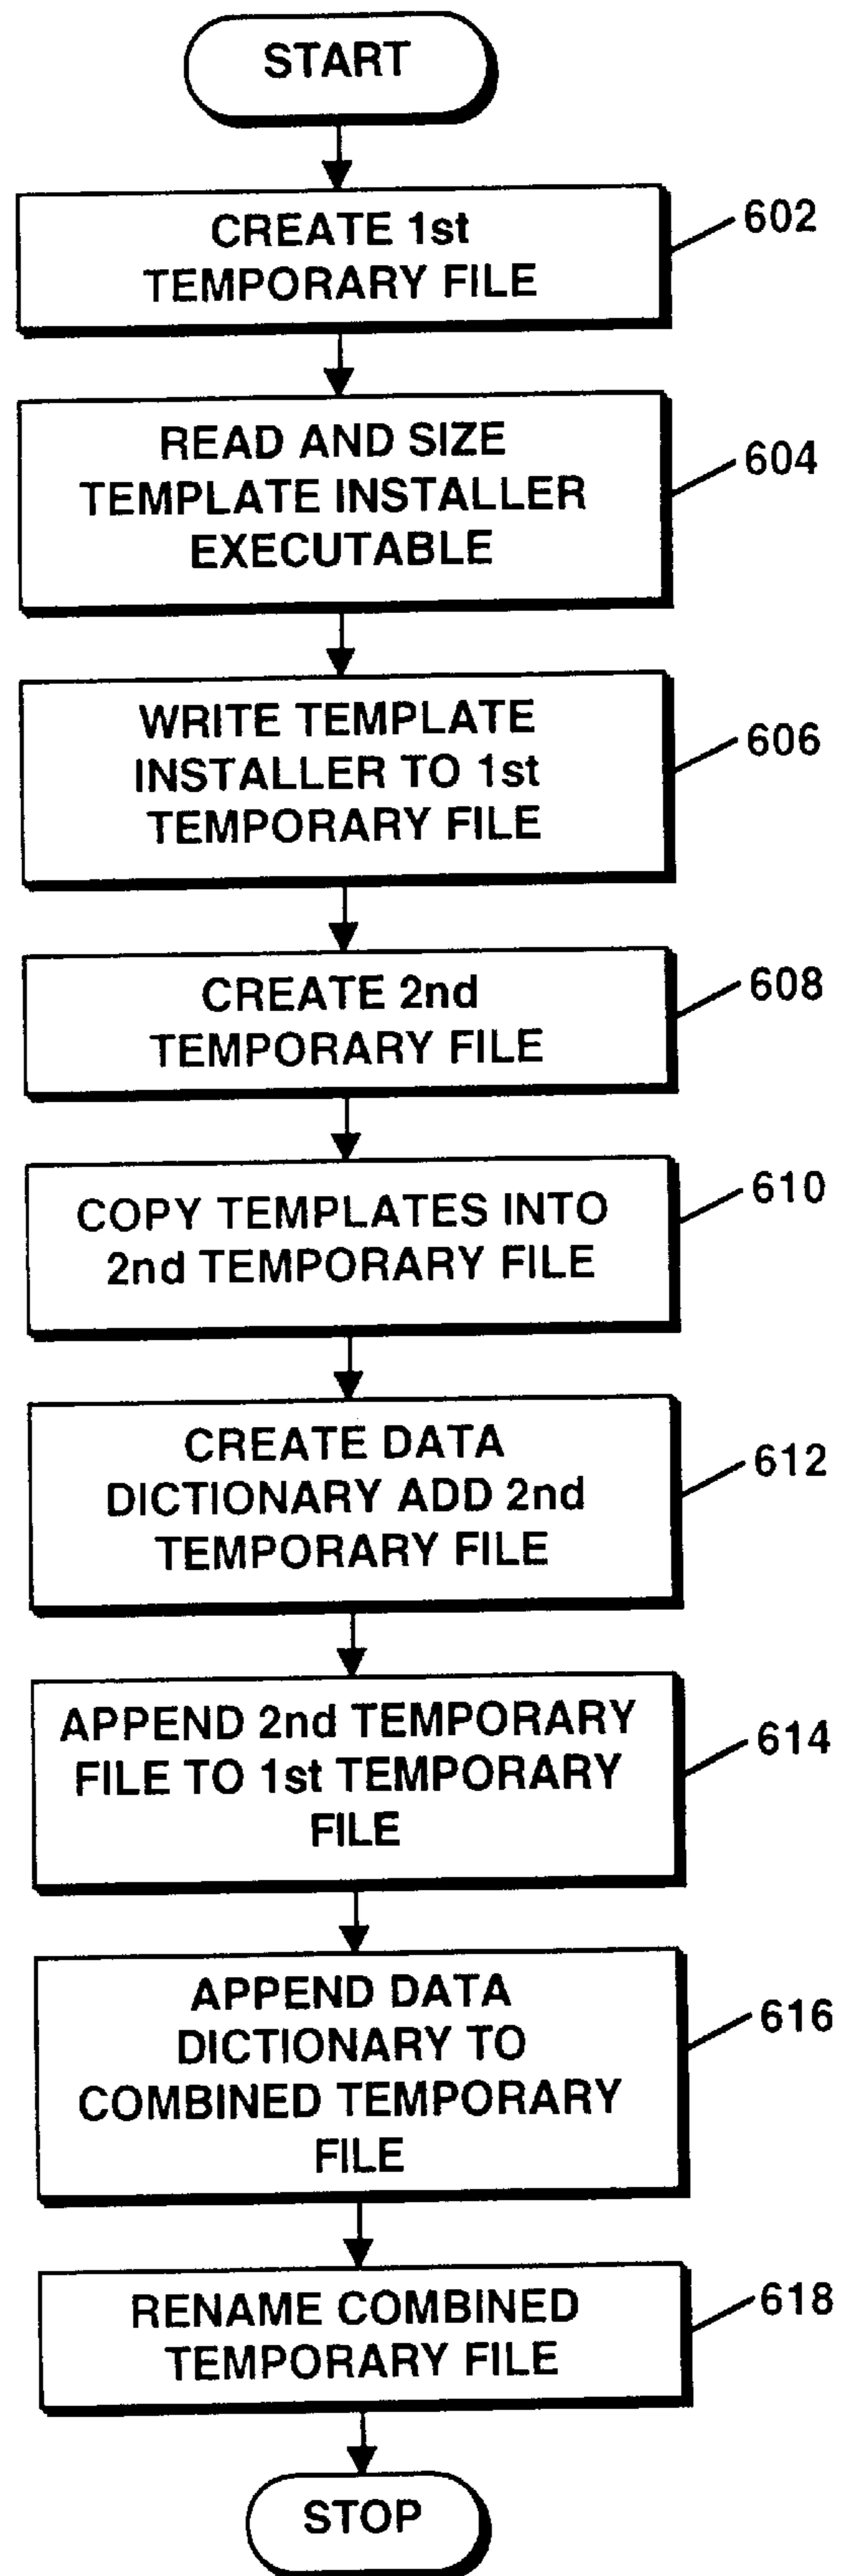 START
CREATE 1st
TEMPORARY FILE
602
READ AND SIZE
TEMPLATE INSTALLER
EXECUTABLE
604
WRITE TEMPLATE
INSTALLER TO 1st
TEMPORARY FILE
606
CREATE 2nd
TEMPORARY FILE
608
COPY TEMPLATES INTO
2nd TEMPORARY FILE
610
CREATE DATA
DICTIONARY ADD 2nd
TEMPORARY FILE
612
APPEND 2nd TEMPORARY
FILE TO 1st TEMPORARY
FILE
614
APPEND DATA
DICTIONARY TO
COMBINED TEMPORARY
FILE
616
RENAME COMBINED
TEMPORARY FILE
618
STOP